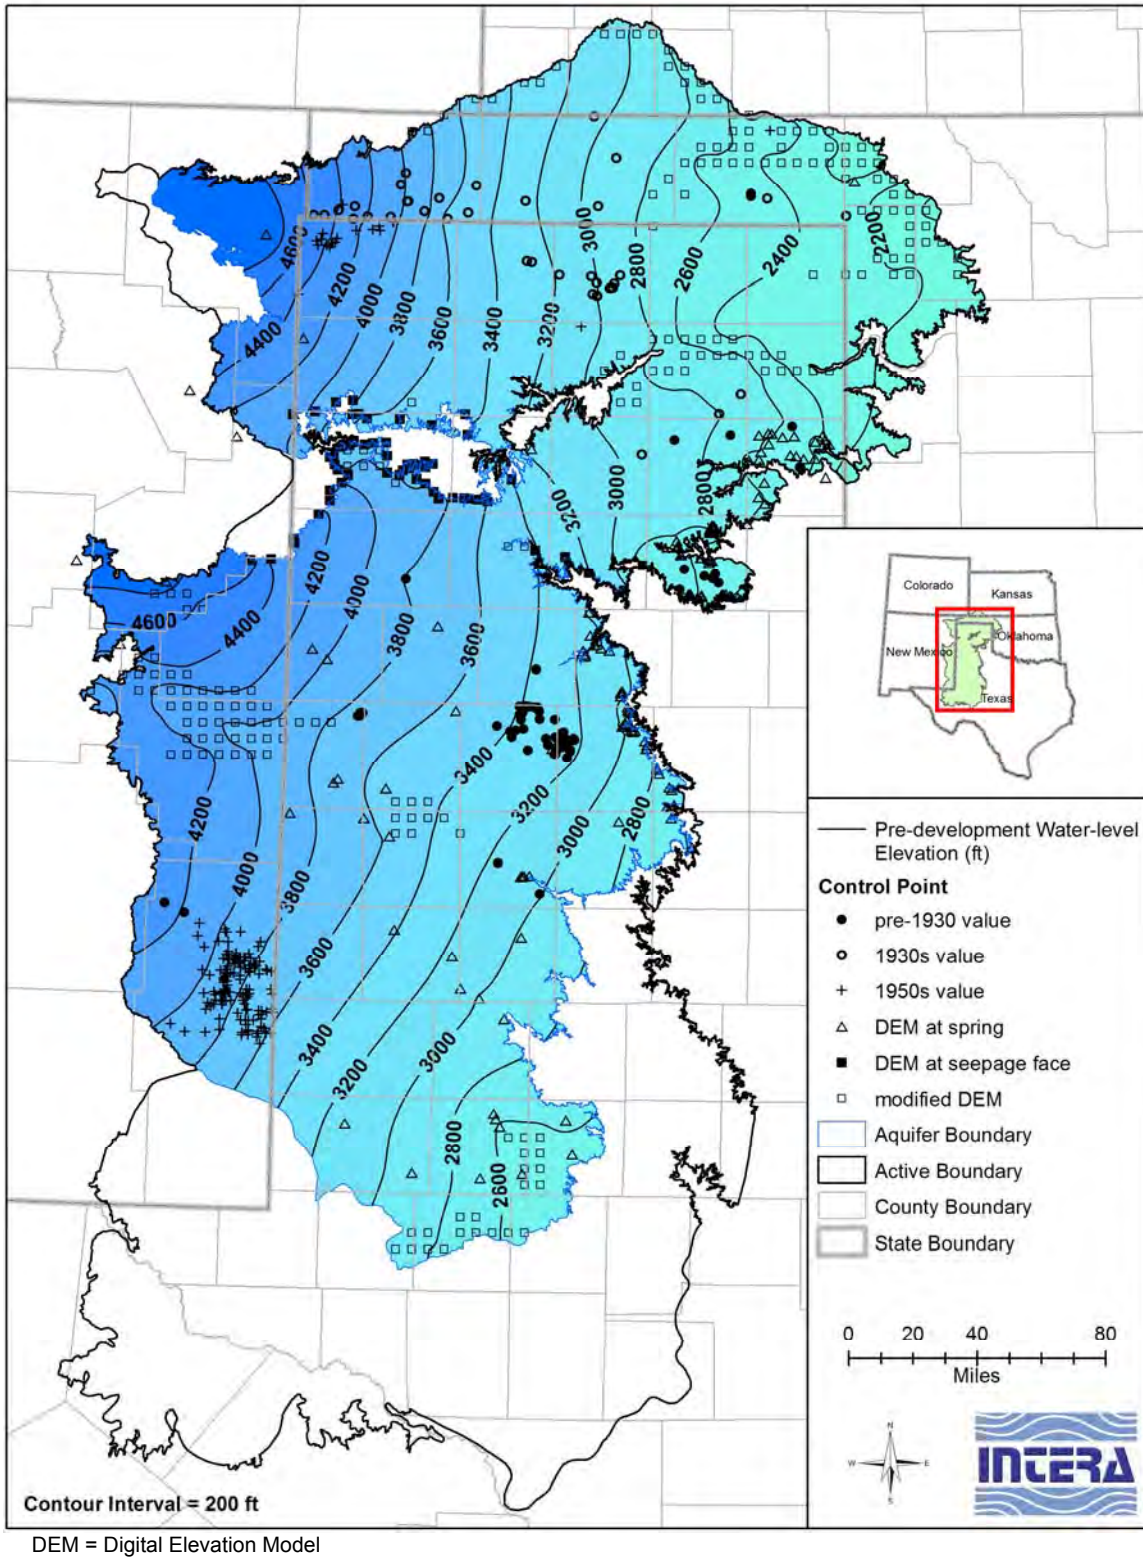 4600
4200
4000
3800
3600
3400
3200
3000
2800
2600
2400
2200
4400
3200
3000
2800
4600
4400
4200
4000
3800
3600
3400
3200
3000
2800
4200
4000
3800
3600
3400
3200
3000
2800
2600
Colorado
Kansas
New Mexico
Oklahoma
Texas
Pre-development Water-level
Elevation (ft)
Control Point
pre-1930 value
1930s value
1950s value
DEM at spring
DEM at seepage face
modified DEM
Aquifer Boundary
Active Boundary
County Boundary
State Boundary
0 20 40 80
Miles
N
W E
S
INTERA
Contour Interval = 200 ft
DEM = Digital Elevation Model